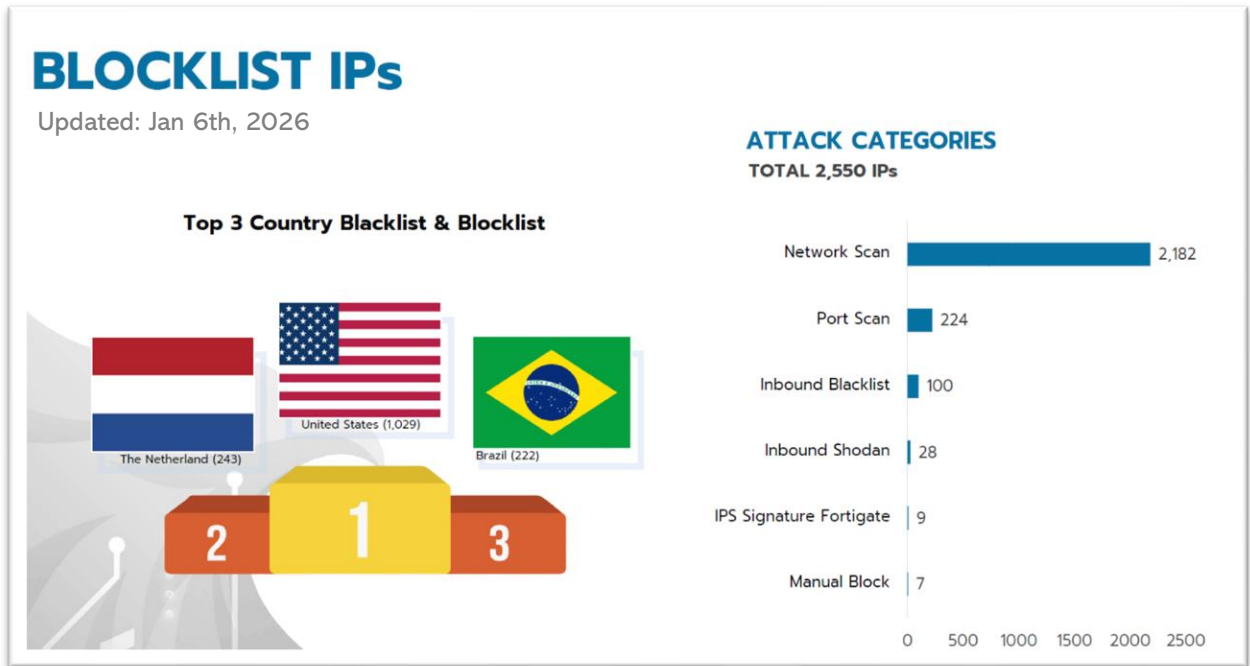 BLOCKLIST IPs
Updated: Jan 6th, 2026
Top 3 Country Blacklist & Blocklist
United States (1,029)
The Netherland (243)
Brazil (222)
1
2
3
ATTACK CATEGORIES
TOTAL 2,550 IPs
Network Scan 2,182
Port Scan 224
Inbound Blacklist 100
Inbound Shodan 28
IPS Signature Fortigate 9
Manual Block 7
0 500 1000 1500 2000 2500